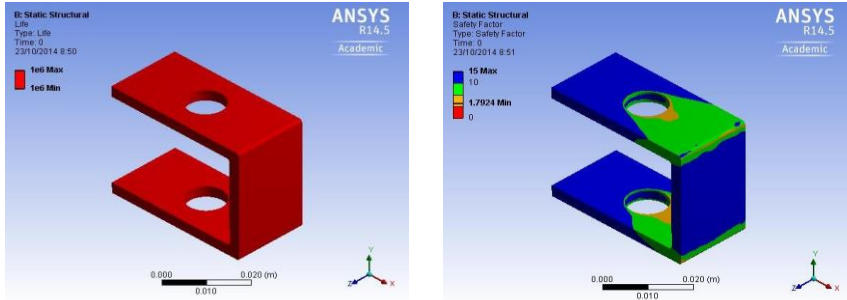 B: Static Structural
Life
Type: Life
Time: 0
23/10/2014 8:50
1e6 Max
1e6 Min
ANSYS
R14.5
Academic
0.000
0.020 (m)
0.010
Y
Z
X
B: Static Structural
Safety Factor
Type: Safety Factor
Time: 0
23/10/2014 8:51
15 Max
10
1.7924 Min
0
ANSYS
R14.5
Academic
0.000
0.020 (m)
0.010
Y
Z
X